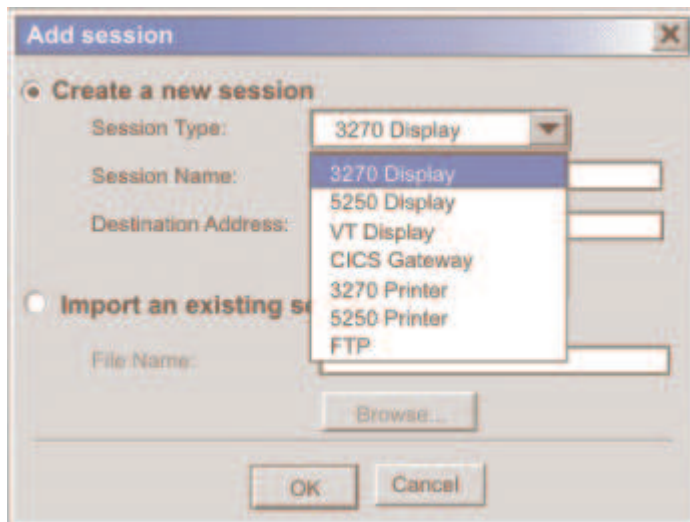 Add session
Create a new session
Session Type: 3270 Display
Session Name:
3270 Display
5250 Display
Destination Address:
VT Display
CICS Gateway
3270 Printer
Import an existing se
5250 Printer
FTP
File Name:
Browse...
OK Cancel